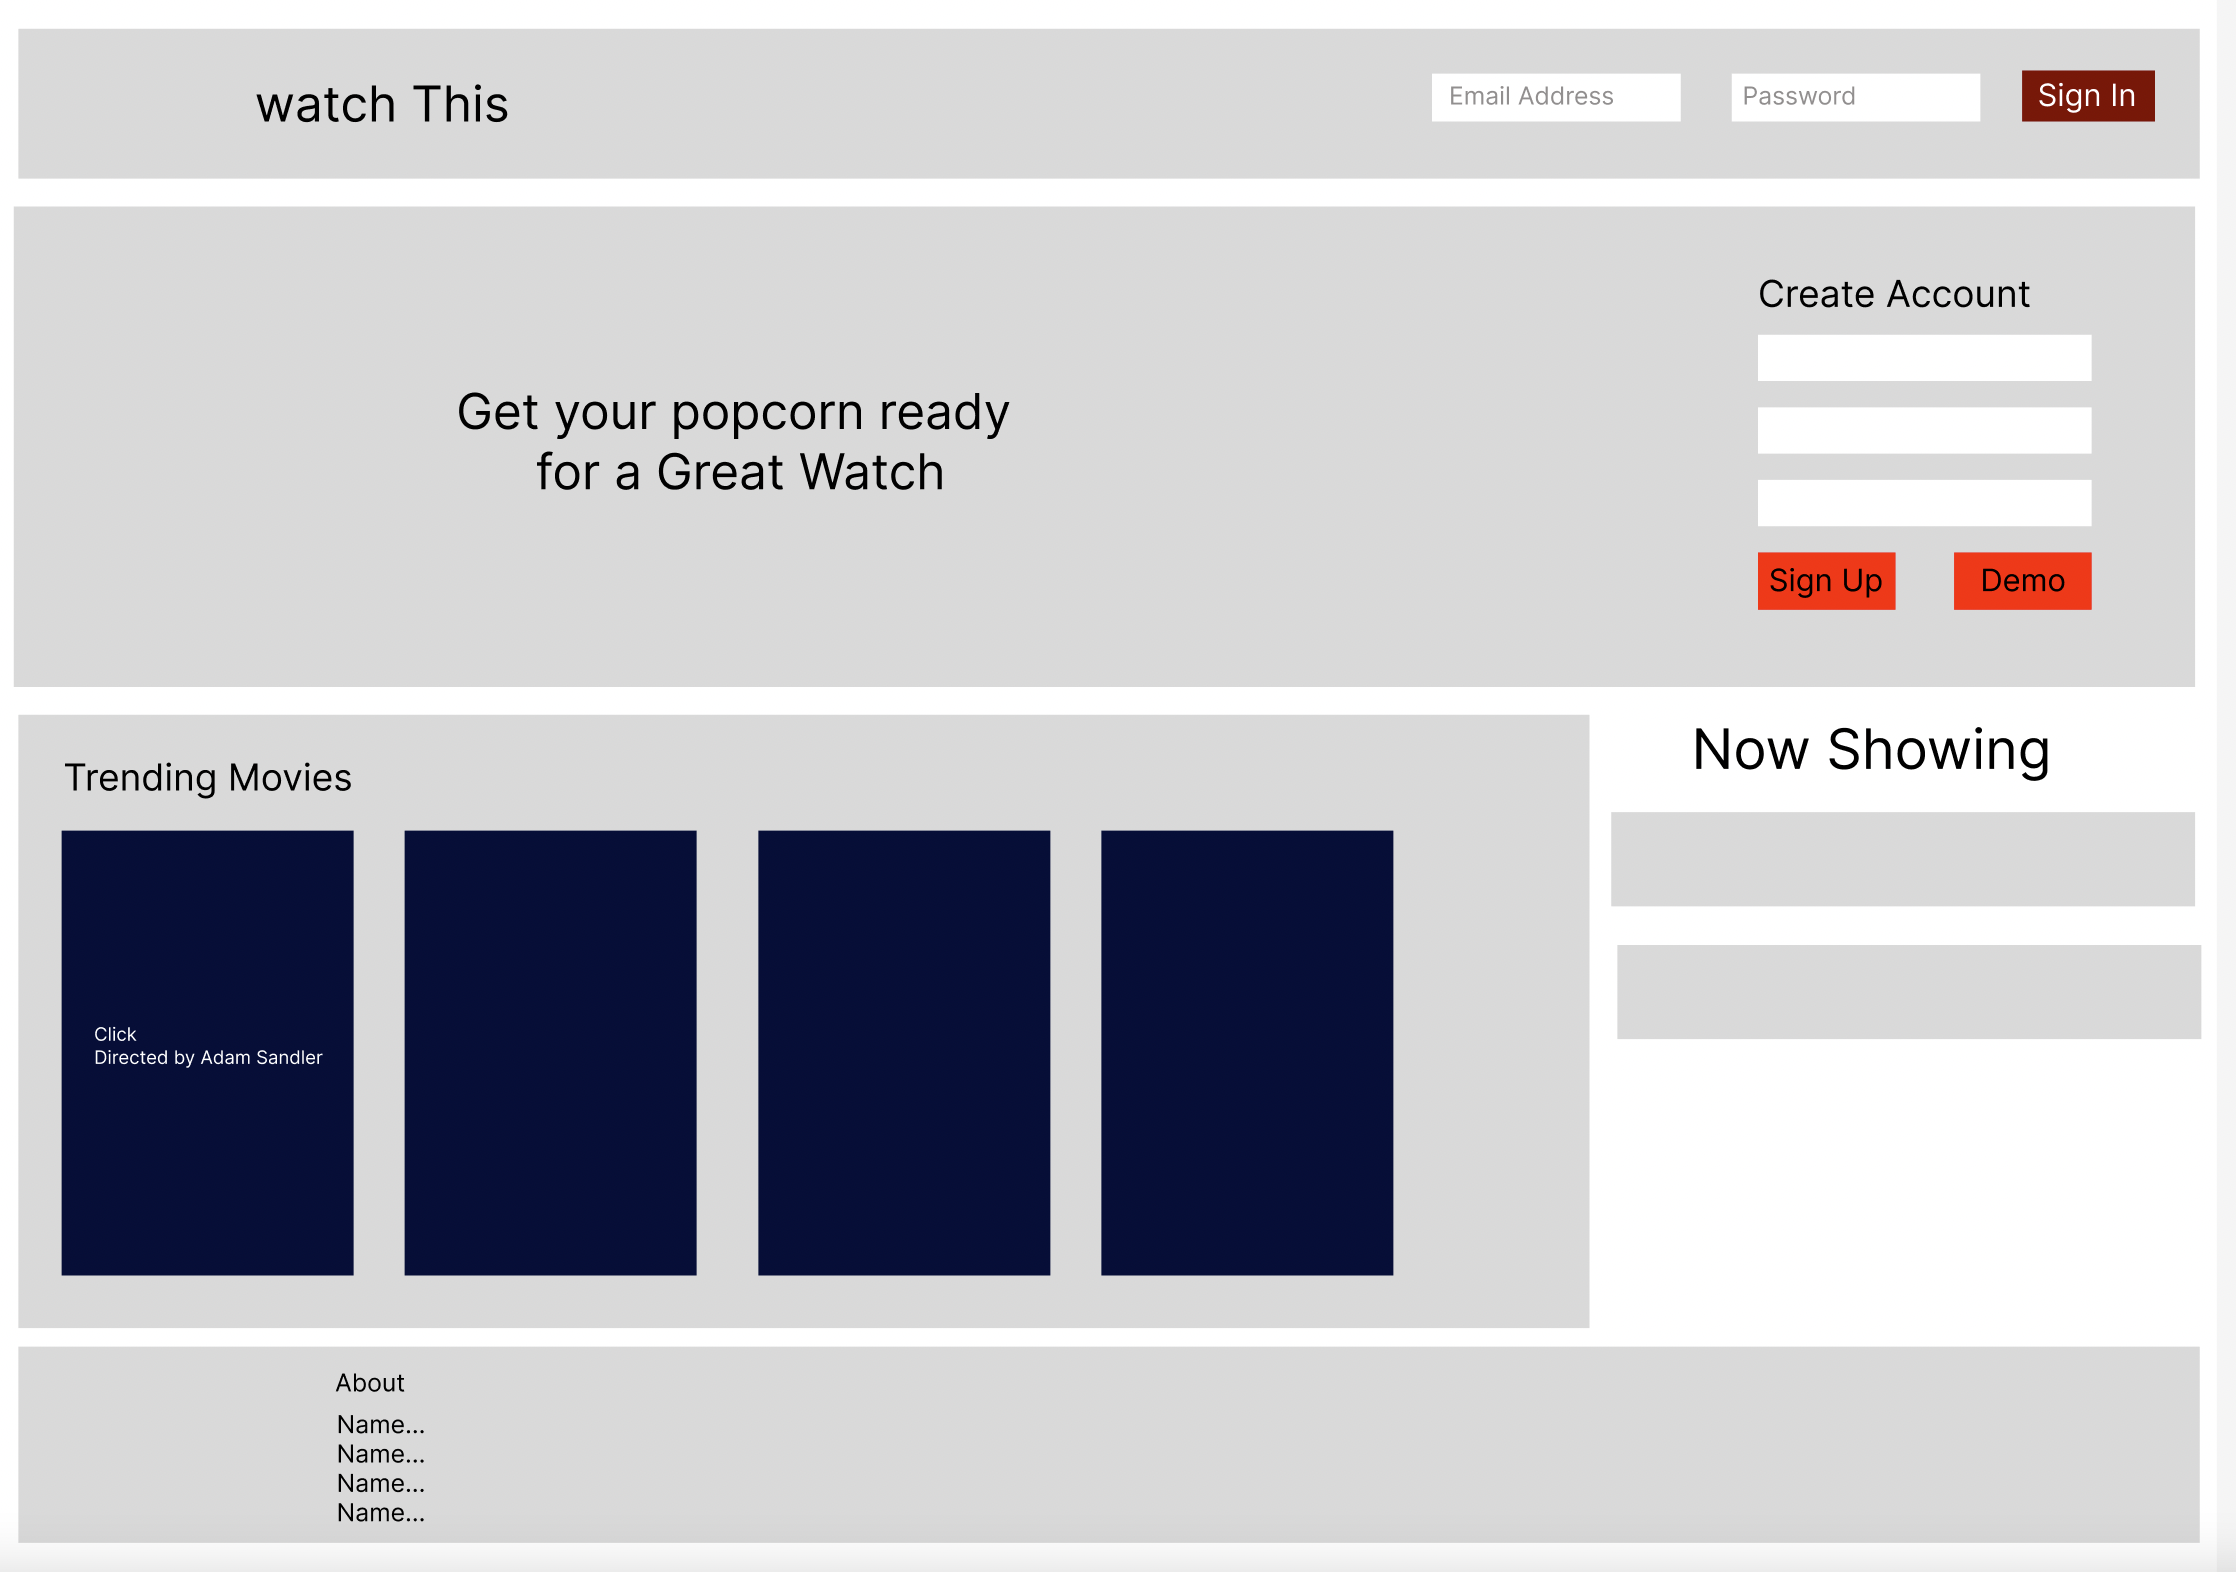 watch This
Email Address
Password
Sign In
Create Account
Get your popcorn ready
for a Great Watch
Sign Up
Demo
Trending Movies
Now Showing
Click
Directed by Adam Sandler
About
Name...
Name...
Name...
Name...